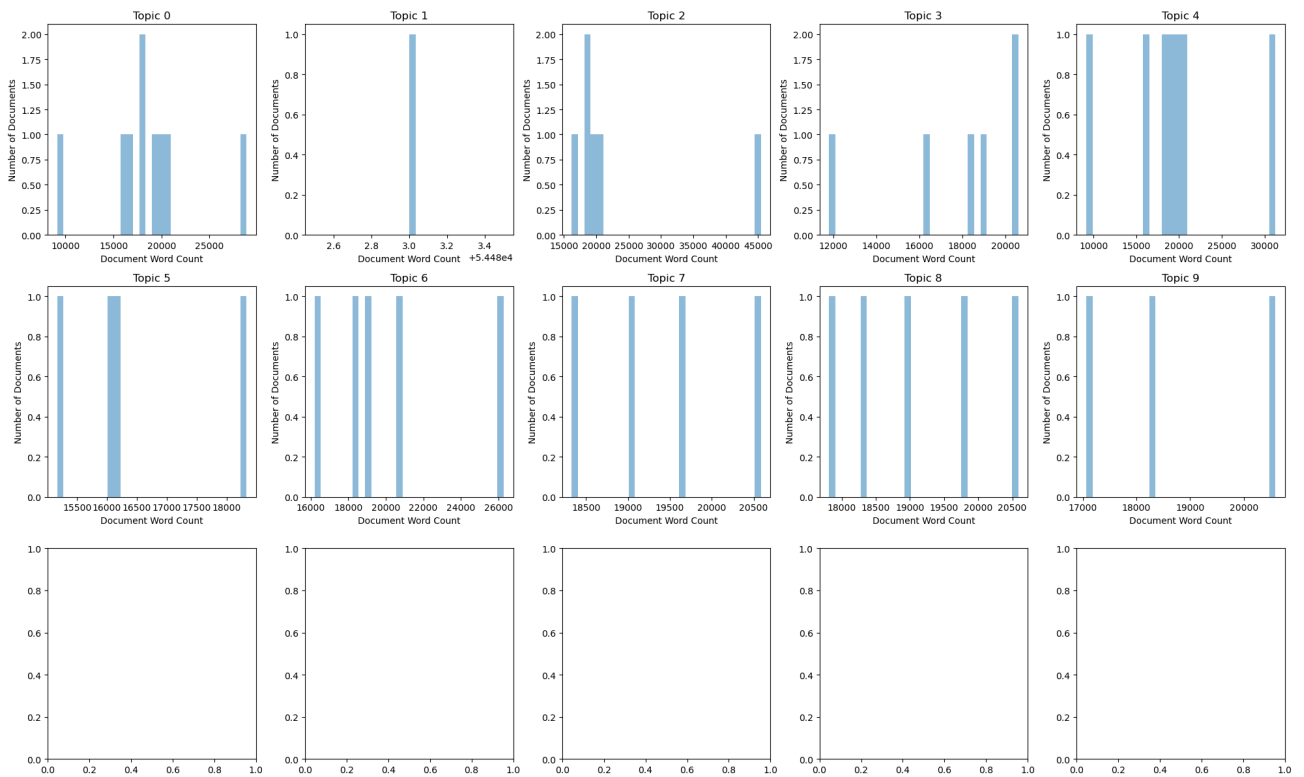 Topic 0
2.00
1.75
1.50
1.25
1.00
0.75
0.50
0.25
0.00
Number of Documents
10000 15000 20000 25000
Document Word Count
Topic 1
1.0
0.8
0.6
0.4
0.2
0.0
Number of Documents
2.6 2.8 3.0 3.2 3.4
Document Word Count +5.448e4
Topic 2
2.00
1.75
1.50
1.25
1.00
0.75
0.50
0.25
0.00
Number of Documents
15000 20000 25000 30000 35000 40000 45000
Document Word Count
Topic 3
2.00
1.75
1.50
1.25
1.00
0.75
0.50
0.25
0.00
Number of Documents
12000 14000 16000 18000 20000
Document Word Count
Topic 4
1.0
0.8
0.6
0.4
0.2
0.0
Number of Documents
10000 15000 20000 25000 30000
Document Word Count
Topic 5
1.0
0.8
0.6
0.4
0.2
0.0
Number of Documents
15500 16000 16500 17000 17500 18000
Document Word Count
Topic 6
1.0
0.8
0.6
0.4
0.2
0.0
Number of Documents
16000 18000 20000 22000 24000 26000
Document Word Count
Topic 7
1.0
0.8
0.6
0.4
0.2
0.0
Number of Documents
18500 19000 19500 20000 20500
Document Word Count
Topic 8
1.0
0.8
0.6
0.4
0.2
0.0
Number of Documents
18000 18500 19000 19500 20000 20500
Document Word Count
Topic 9
1.0
0.8
0.6
0.4
0.2
0.0
Number of Documents
17000 18000 19000 20000
Document Word Count
1.0
0.8
0.6
0.4
0.2
0.0
0.0 0.2 0.4 0.6 0.8 1.0
1.0
0.8
0.6
0.4
0.2
0.0
0.0 0.2 0.4 0.6 0.8 1.0
1.0
0.8
0.6
0.4
0.2
0.0
0.0 0.2 0.4 0.6 0.8 1.0
1.0
0.8
0.6
0.4
0.2
0.0
0.0 0.2 0.4 0.6 0.8 1.0
1.0
0.8
0.6
0.4
0.2
0.0
0.0 0.2 0.4 0.6 0.8 1.0